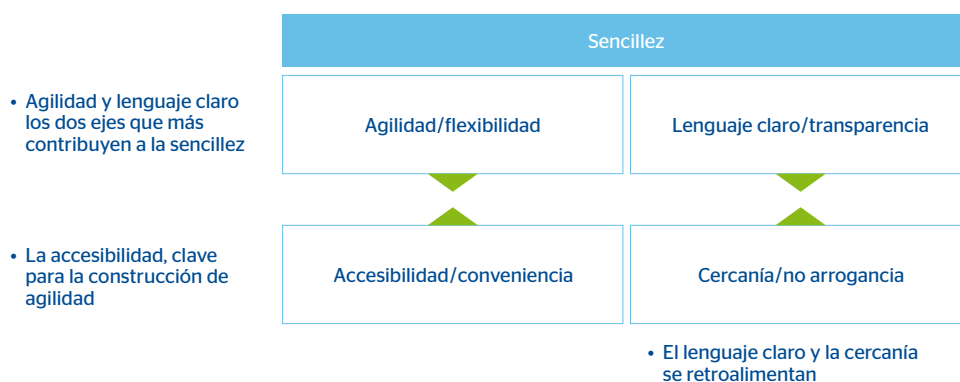 Sencillez
• Agilidad y lenguaje claro
los dos ejes que más
contribuyen a la sencillez
Agilidad/flexibilidad
Lenguaje claro/transparencia
• La accesibilidad, clave
para la construcción de
agilidad
Accesibilidad/conveniencia
Cercanía/no arrogancia
• El lenguaje claro y la cercanía
se retroalimentan